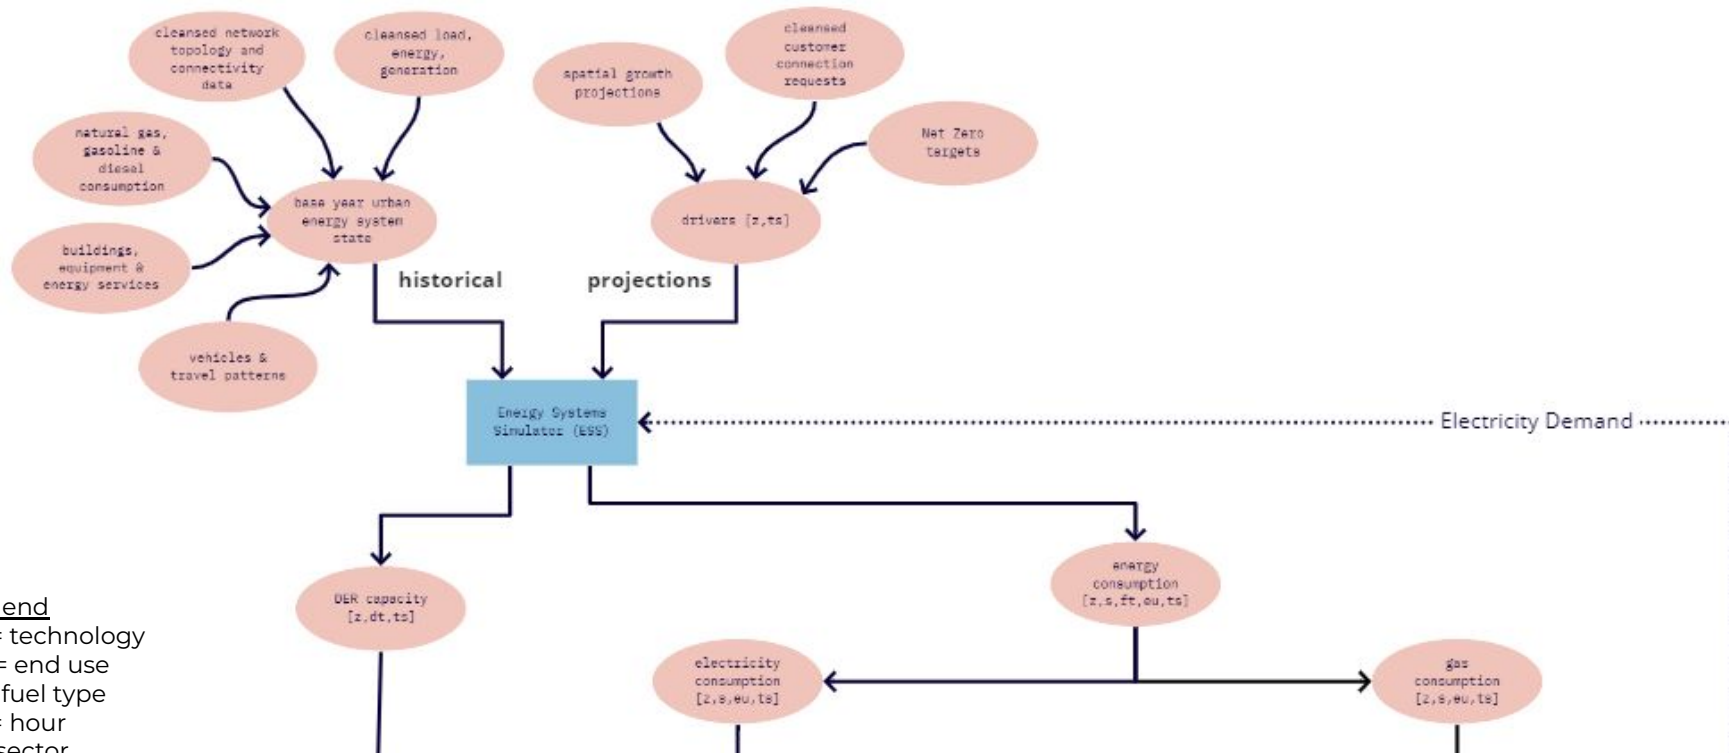 cleansed network
topology and
connectivity
data
cleansed load,
energy,
generation
spatial growth
projections
cleansed
customer
connection
requests
Net Zero
targets
natural gas,
gasoline &
diesel
consumption
base year urban
energy system
state
drivers [z,ts]
buildings,
equipment &
energy services
historical
projections
vehicles &
travel patterns
Energy Systems
Simulator (ESS)
Electricity Demand
DER capacity
[z,dt,ts]
energy
consumption
[z,s,ft,eu,ts]
electricity
consumption
[z,s,eu,ts]
gas
consumption
[z,s,eu,ts]
end
= technology
= end use
fuel type
= hour
sector